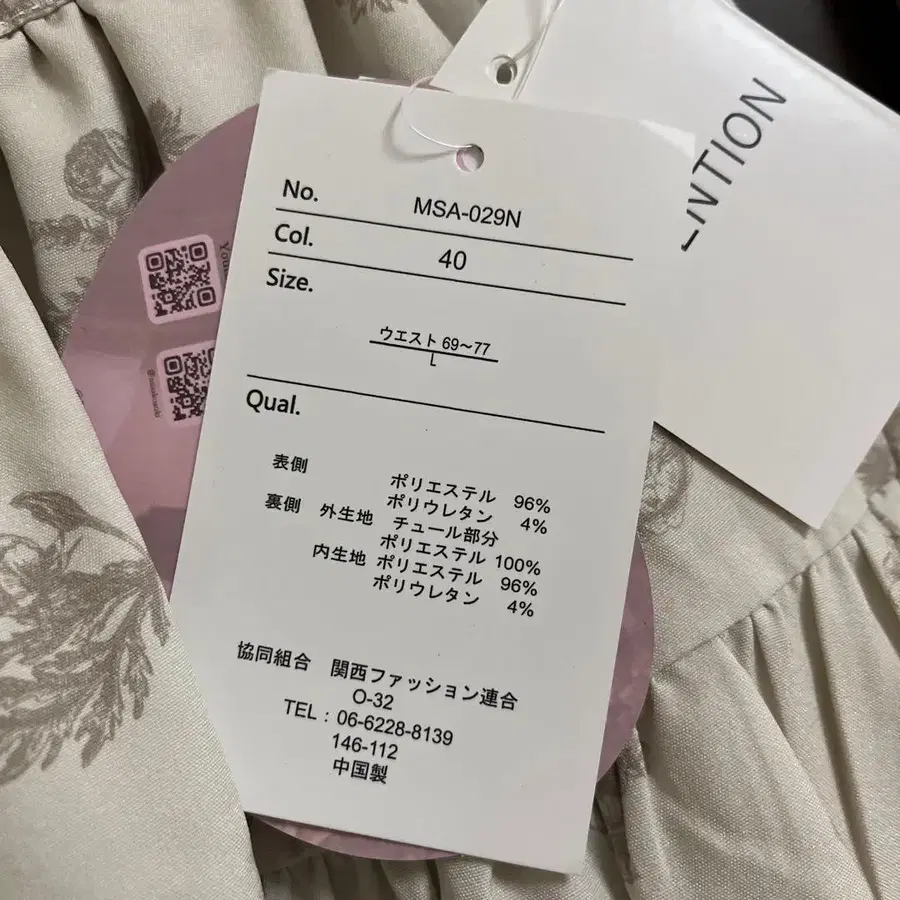 No. MSA-029N
Col. 40
Size.
ウエスト 69～77
L
Qual.
表側 ポリエステル 96%
ポリウレタン 4%
裏側 外生地 チュール部分
ポリエステル 100%
内生地 ポリエステル 96%
ポリウレタン 4%
協同組合 関西ファッション連合
O-32
TEL：06-6228-8139
146-112
中国製
NTION